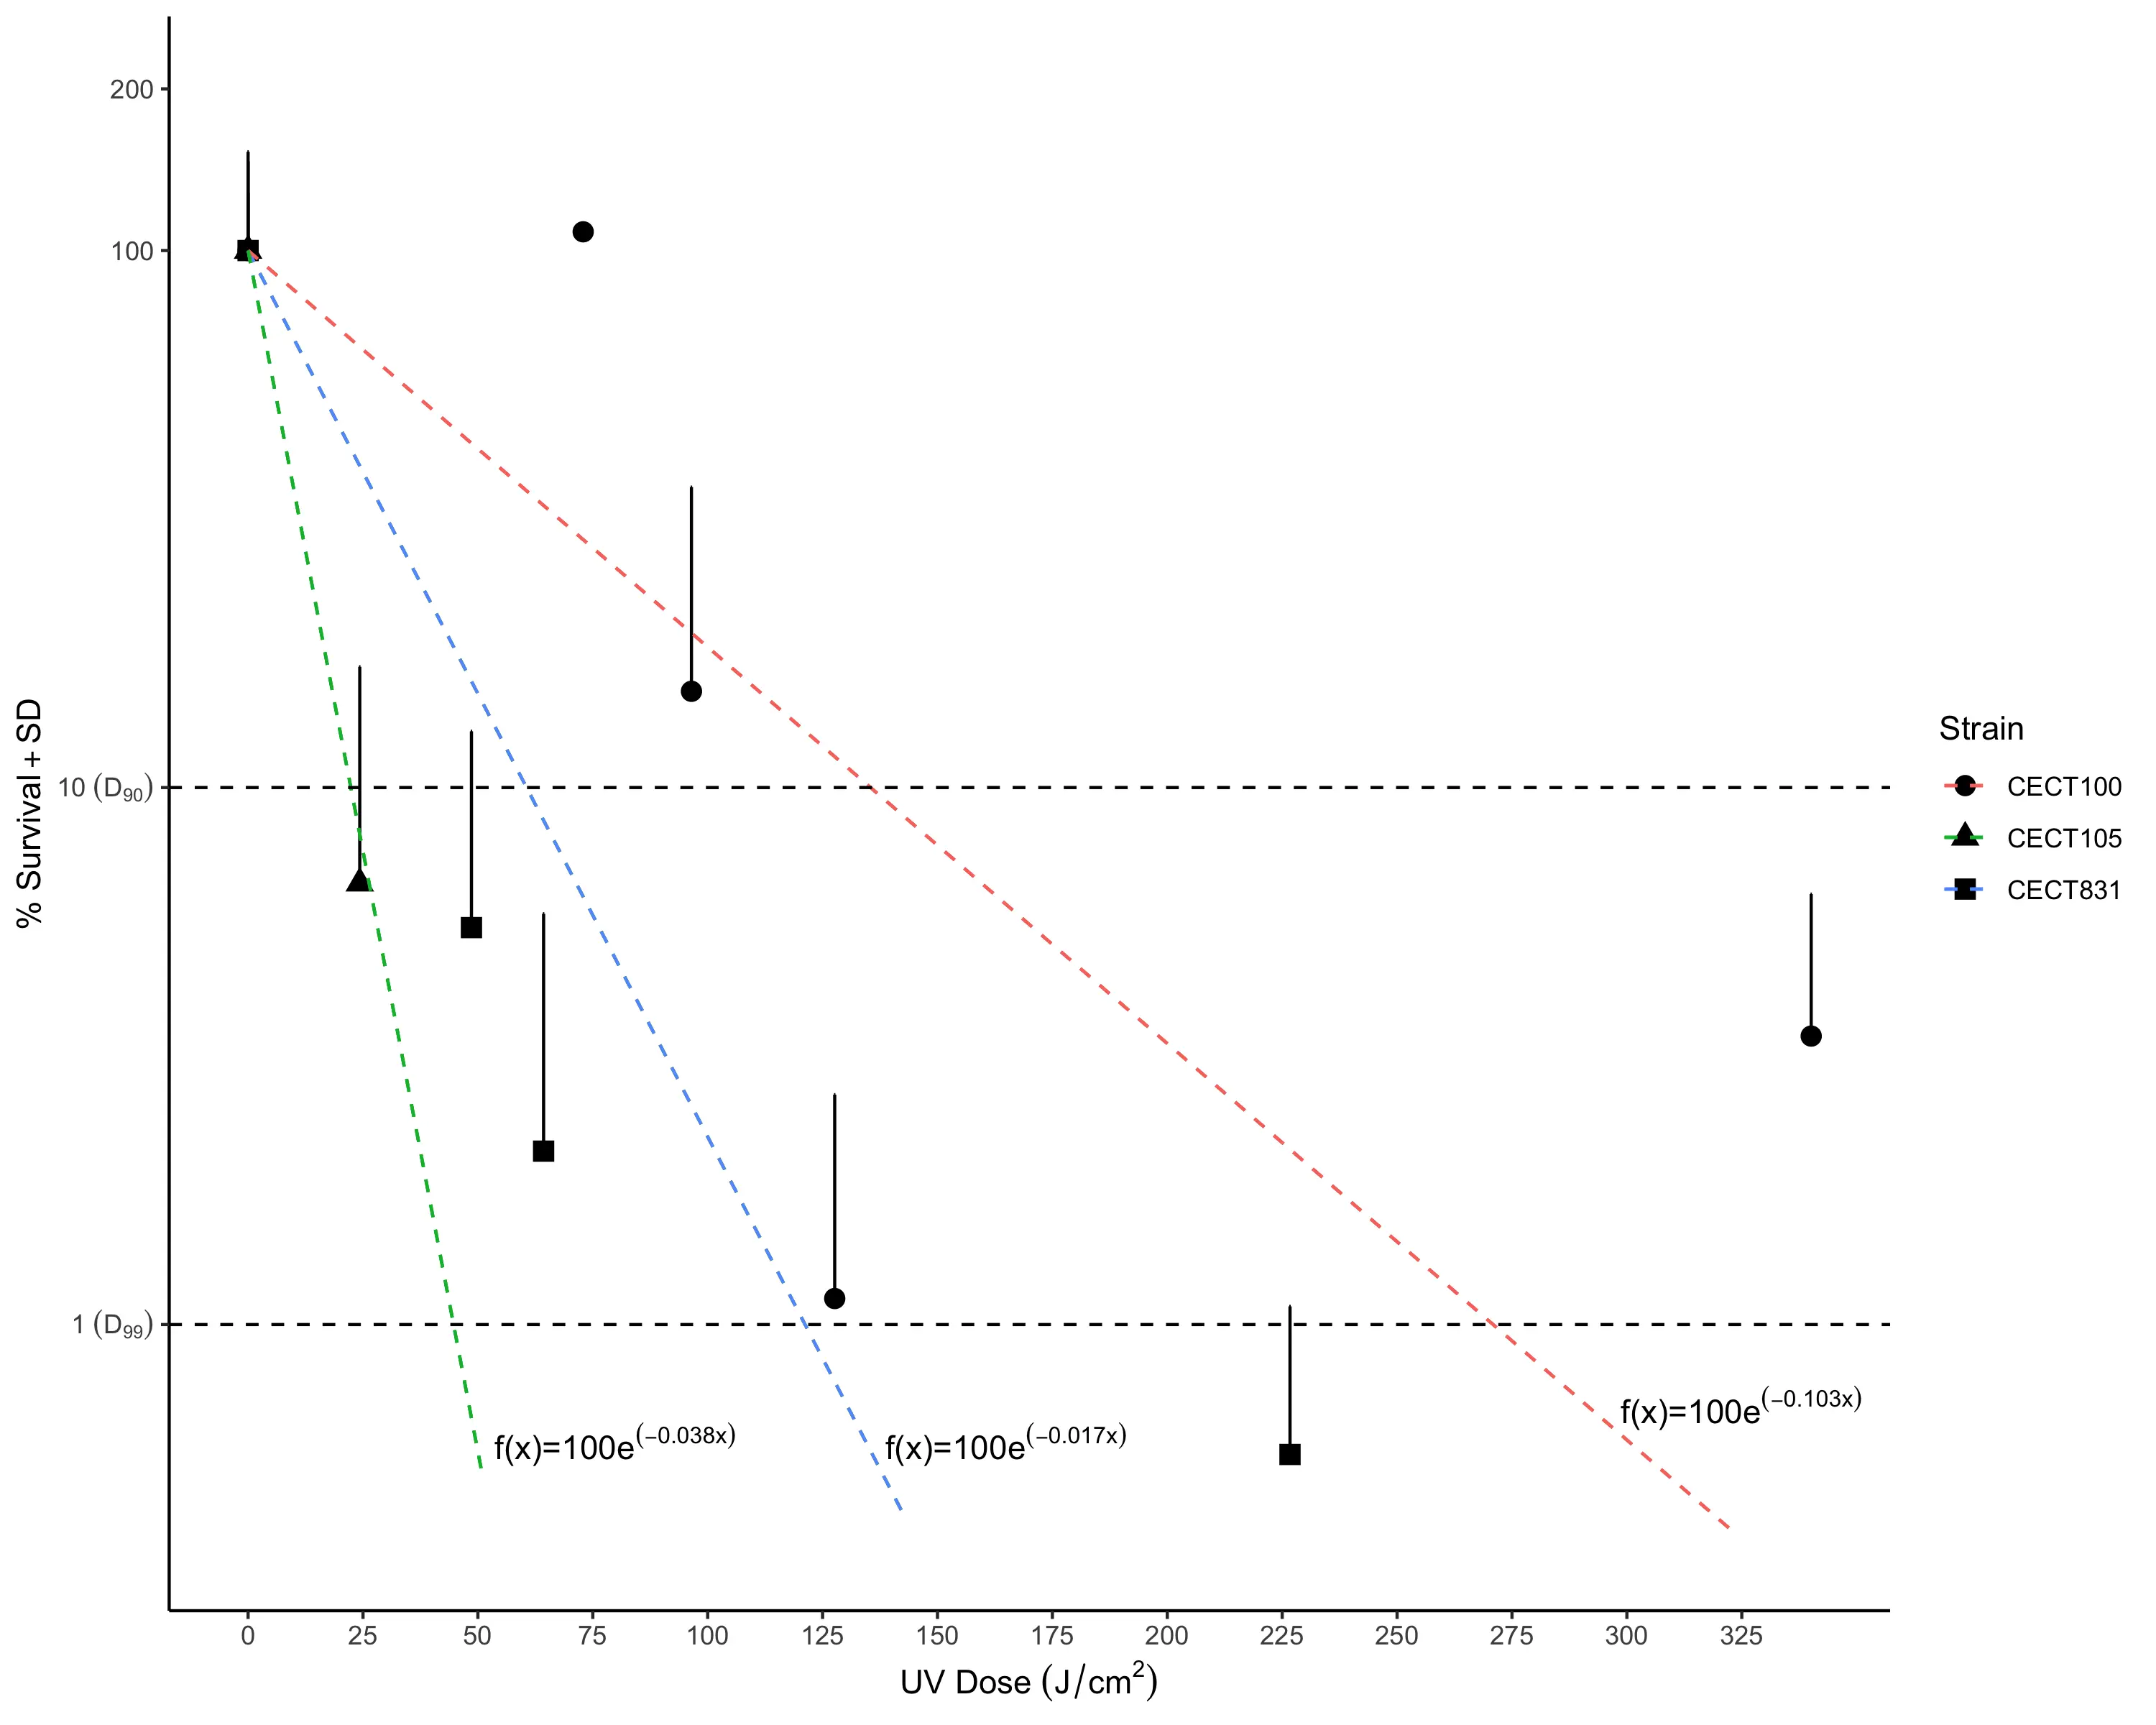 200
100
10 (D₉₀)
1 (D₉₉)
% Survival + SD
f(x)=100e⁽⁻⁰·⁰³⁸ˣ⁾
f(x)=100e⁽⁻⁰·⁰¹⁷ˣ⁾
f(x)=100e⁽⁻⁰·¹⁰³ˣ⁾
0 25 50 75 100 125 150 175 200 225 250 275 300 325
UV Dose (J/cm²)
Strain
CECT100
CECT105
CECT831